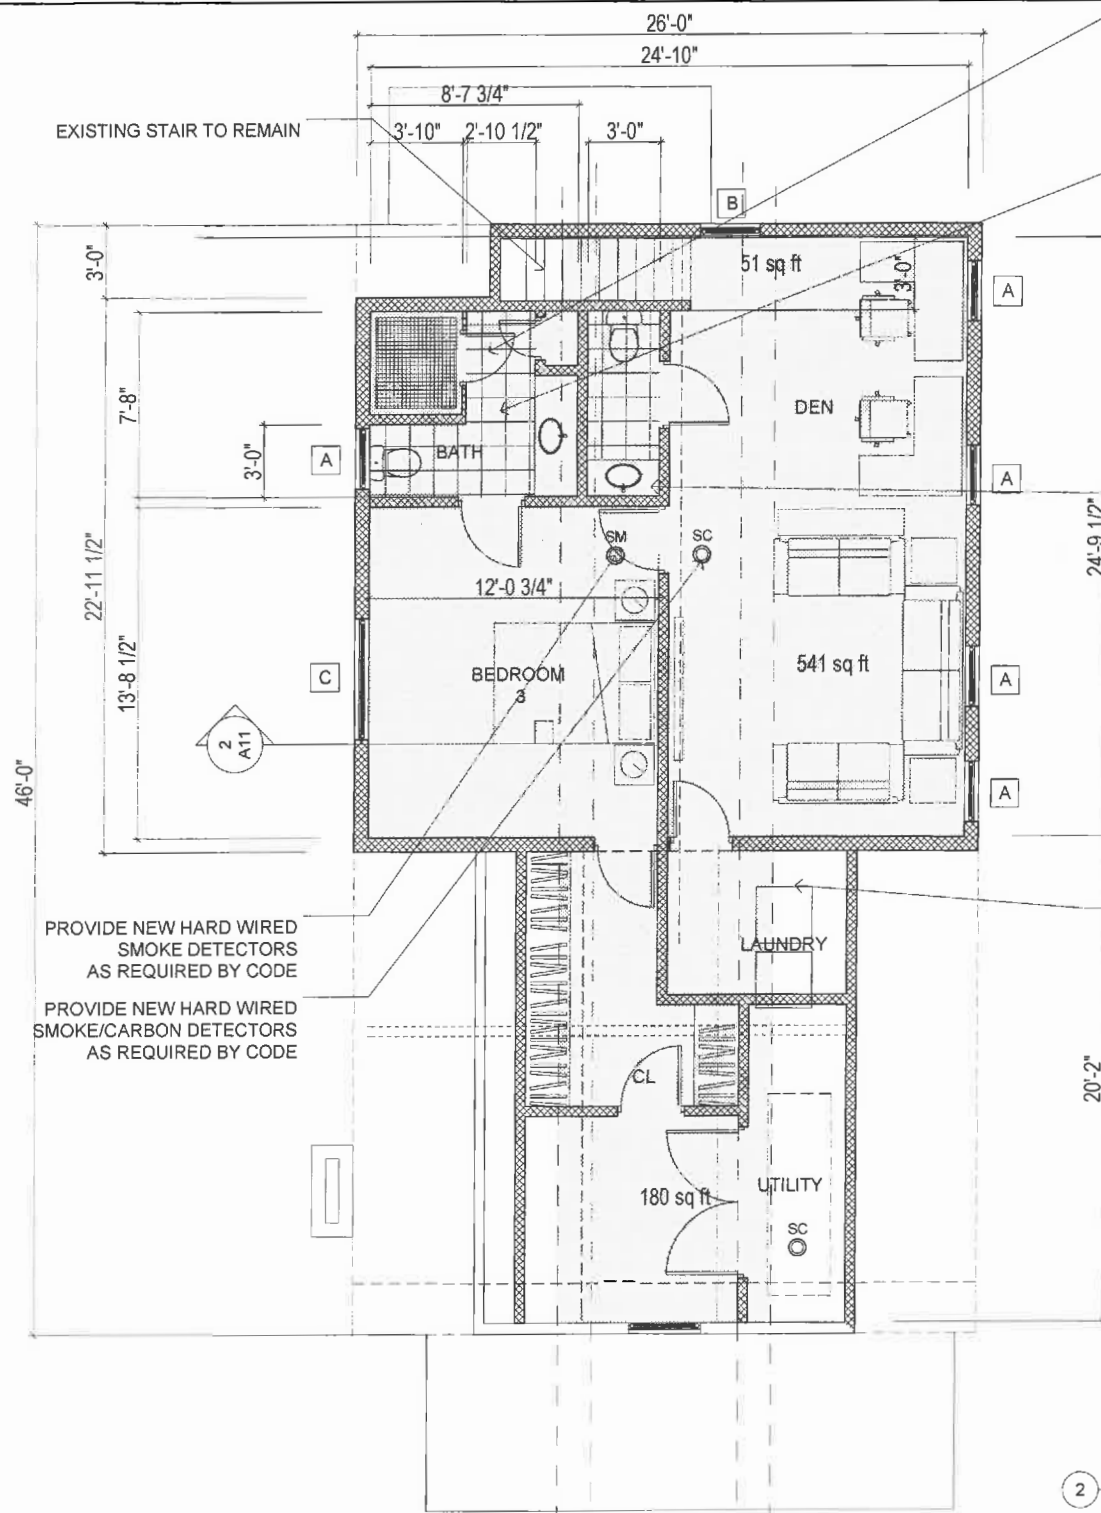 26'-0"
24'-10"
8'-7 3/4"
EXISTING STAIR TO REMAIN
3'-10"
2'-10 1/2"
3'-0"
B
3'-0"
51 sq ft
3'-0"
A
7'-8"
DEN
3'-0"
A
BATH
A
SM
SC
24'-9 1/2"
22'-11 1/2"
12'-0 3/4"
13'-8 1/2"
C
BEDROOM
3
541 sq ft
A
2
A11
46'-0"
A
PROVIDE NEW HARD WIRED
SMOKE DETECTORS
AS REQUIRED BY CODE
LAUNDRY
PROVIDE NEW HARD WIRED
SMOKE/CARBON DETECTORS
AS REQUIRED BY CODE
CL
20'-2"
180 sq ft
UTILITY
SC
2